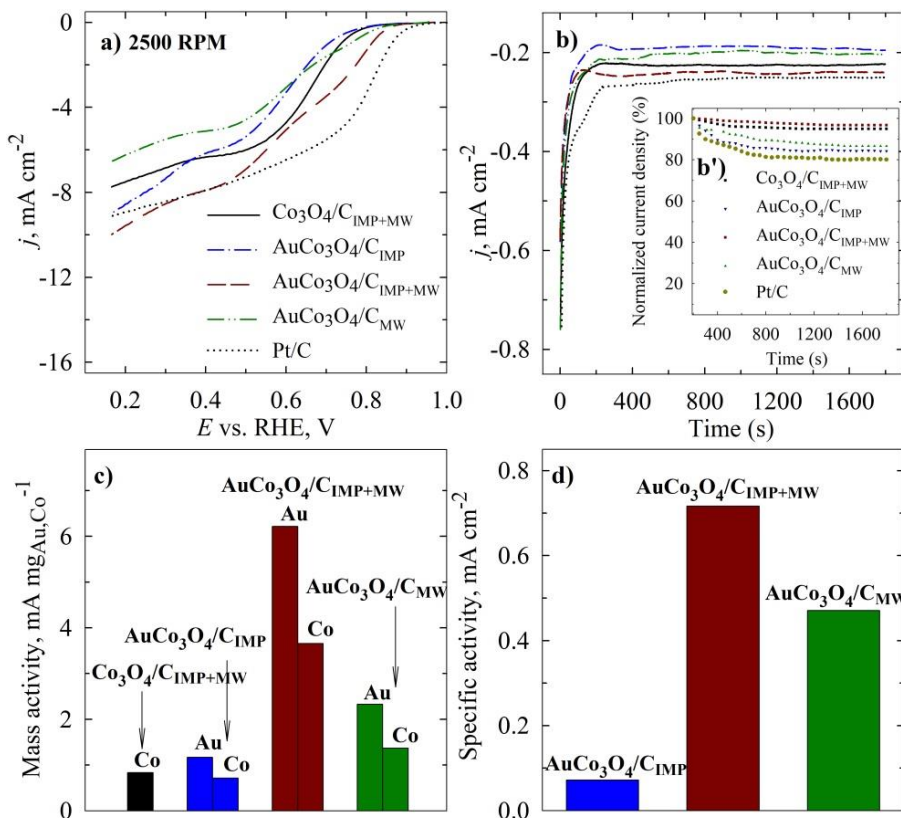 a) 2500 RPM
0
-4
-8
-12
-16
j, mA cm-2
Co3O4/CIMP+MW
AuCo3O4/CIMP
AuCo3O4/CIMP+MW
AuCo3O4/CMW
Pt/C
0.2 0.4 0.6 0.8 1.0
E vs. RHE, V
b)
-0.2
-0.4
-0.6
-0.8
j, mA cm-2
0 400 800 1200 1600
Time (s)
b')
Normalized current density (%)
100
80
60
40
20
Co3O4/CIMP+MW
AuCo3O4/CIMP
AuCo3O4/CIMP+MW
AuCo3O4/CMW
Pt/C
400 800 1200 1600
Time (s)
c)
Mass activity, mA mgAu,Co-1
6
4
2
0
AuCo3O4/CIMP+MW
Au
Co
AuCo3O4/CMW
Au
Co
AuCo3O4/CIMP
Au
Co
Co3O4/CIMP+MW
Co
d)
Specific activity, mA cm-2
0.8
0.6
0.4
0.2
0.0
AuCo3O4/CIMP+MW
AuCo3O4/CMW
AuCo3O4/CIMP